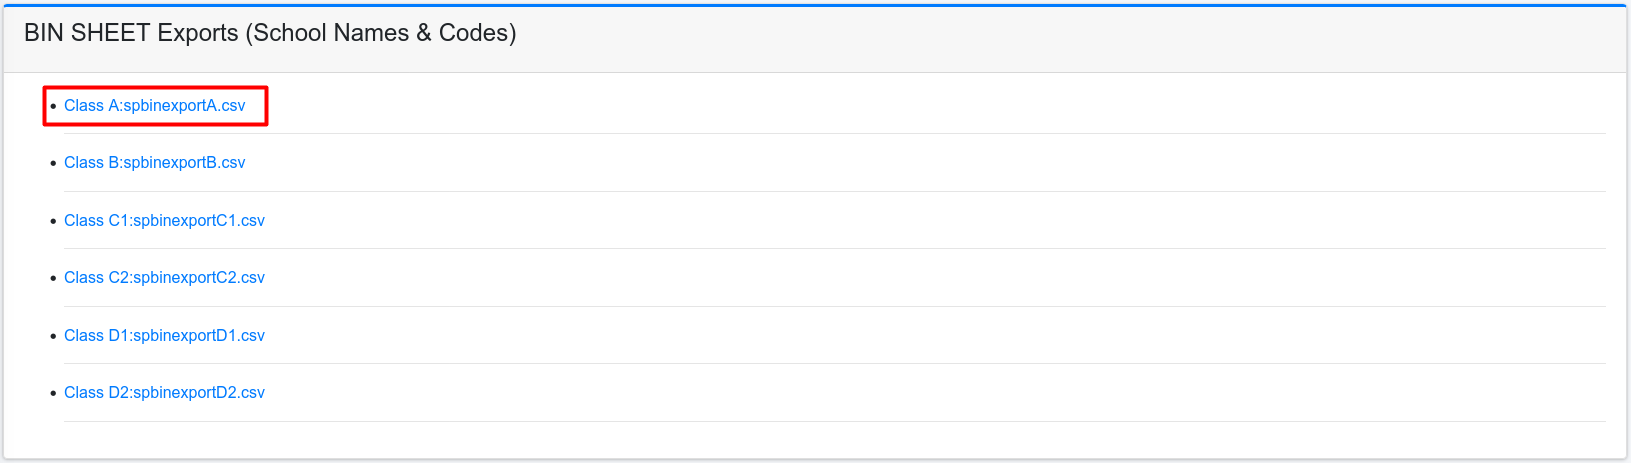 BIN SHEET Exports (School Names & Codes)
Class A:spbinexportA.csv
Class B:spbinexportB.csv
Class C1:spbinexportC1.csv
Class C2:spbinexportC2.csv
Class D1:spbinexportD1.csv
Class D2:spbinexportD2.csv